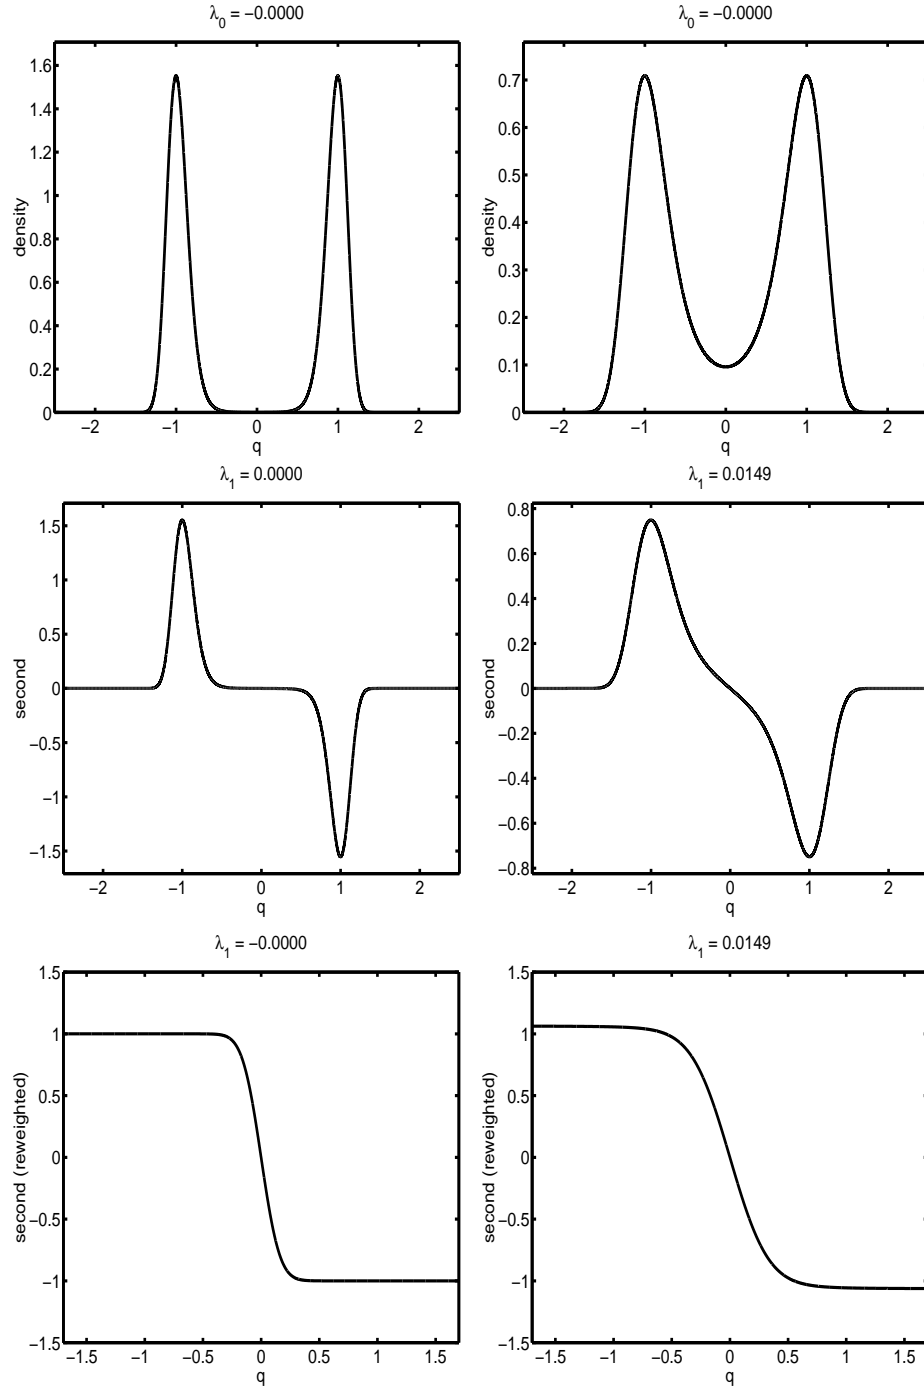 λ0 = −0.0000
1.6
1.4
1.2
1
0.8
0.6
0.4
0.2
0
density
−2 −1 0 1 2
q
λ0 = −0.0000
0.7
0.6
0.5
0.4
0.3
0.2
0.1
0
density
−2 −1 0 1 2
q
λ1 = 0.0000
1.5
1
0.5
0
−0.5
−1
−1.5
second
−2 −1 0 1 2
q
λ1 = 0.0149
0.8
0.6
0.4
0.2
0
−0.2
−0.4
−0.6
−0.8
second
−2 −1 0 1 2
q
λ1 = −0.0000
1.5
1
0.5
0
−0.5
−1
−1.5
second (reweighted)
−1.5 −1 −0.5 0 0.5 1 1.5
q
λ1 = 0.0149
1.5
1
0.5
0
−0.5
−1
−1.5
second (reweighted)
−1.5 −1 −0.5 0 0.5 1 1.5
q